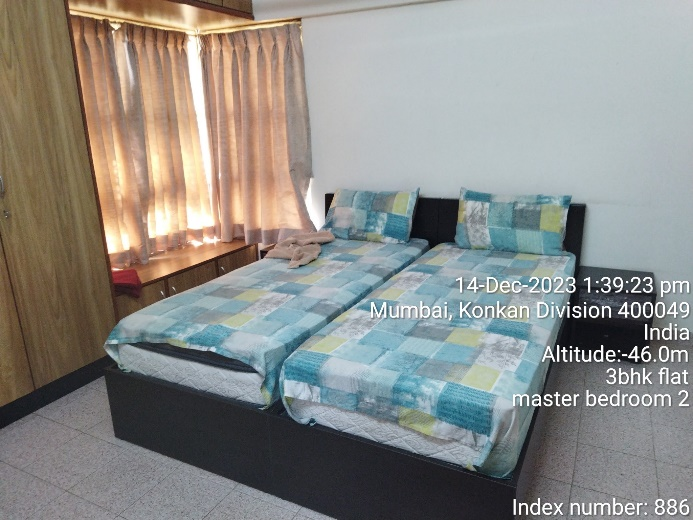 14-Dec-2023 1:39:23 pm
Mumbai, Konkan Division 400049
India
Altitude:-46.0m
3bhk flat
master bedroom 2
Index number: 886